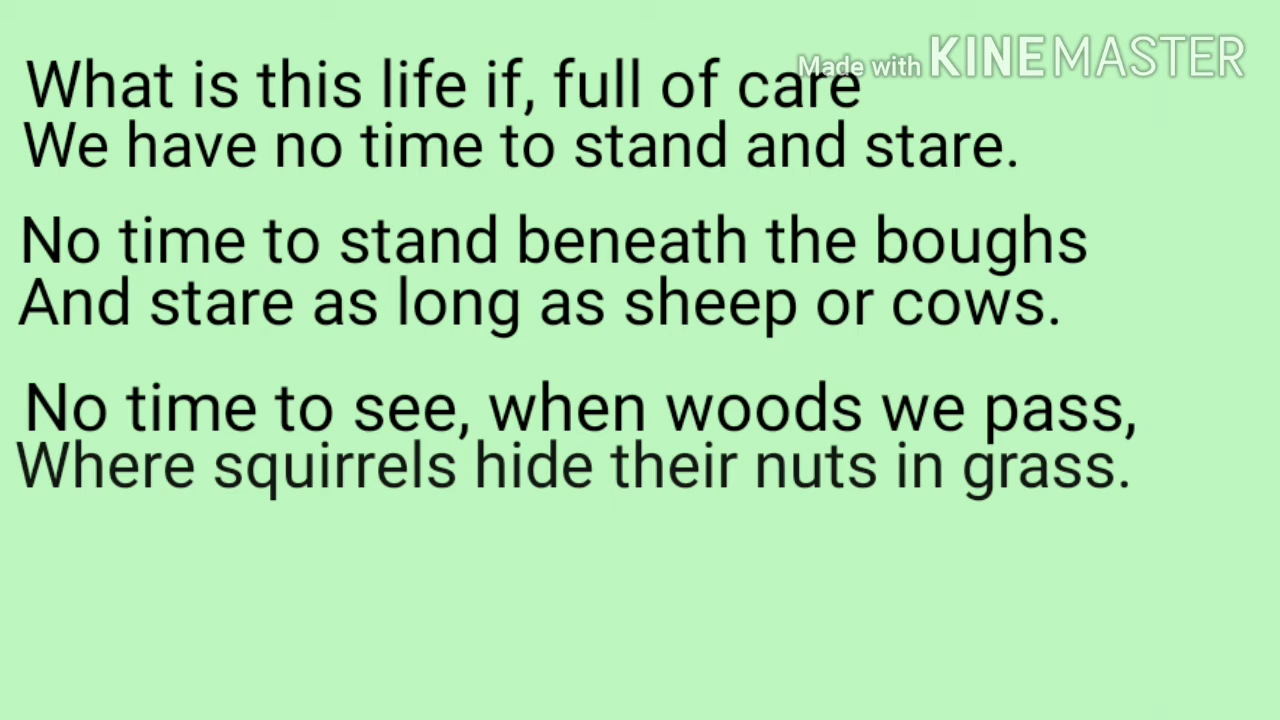 Made with KINEMASTER
What is this life if, full of care
We have no time to stand and stare.
No time to stand beneath the boughs
And stare as long as sheep or cows.
No time to see, when woods we pass,
Where squirrels hide their nuts in grass.